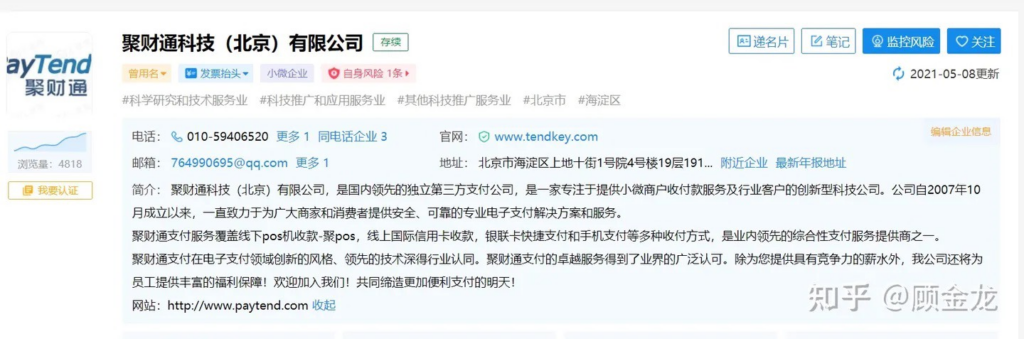 聚财通科技（北京）有限公司 存续
递名片 笔记 监控风险 关注
ayTend
聚财通
曾用名 发票抬头 小微企业 自身风险 1条
2021-05-08更新
#科学研究和技术服务业 #科技推广和应用服务业 #其他科技推广服务业 #北京市 #海淀区
浏览量：4818
我要认证
电话： 010-59406520 更多 1 同电话企业 3 官网： www.tendkey.com 编辑企业信息
邮箱： 764990695@qq.com 更多 1 地址： 北京市海淀区上地十街1号院4号楼19层191... 附近企业 最新年报地址
简介： 聚财通科技（北京）有限公司，是国内领先的独立第三方支付公司，是一家专注于提供小微商户收付款服务及行业客户的创新型科技公司。公司自2007年10
月成立以来，一直致力于为广大商家和消费者提供安全、可靠的专业电子支付解决方案和服务。
聚财通支付服务覆盖线下pos机收款-聚pos，线上国际信用卡收款，银联卡快捷支付和手机支付等多种收付方式，是业内领先的综合性支付服务提供商之一。
聚财通支付在电子支付领域创新的风格、领先的技术深得行业认同。聚财通支付的卓越服务得到了业界的广泛认可。除为您提供具有竞争力的薪水外，我公司还将为
员工提供丰富的福利保障！欢迎加入我们！共同缔造更加便利支付的明天！
网站：http://www.paytend.com 收起
知乎 @顾金龙